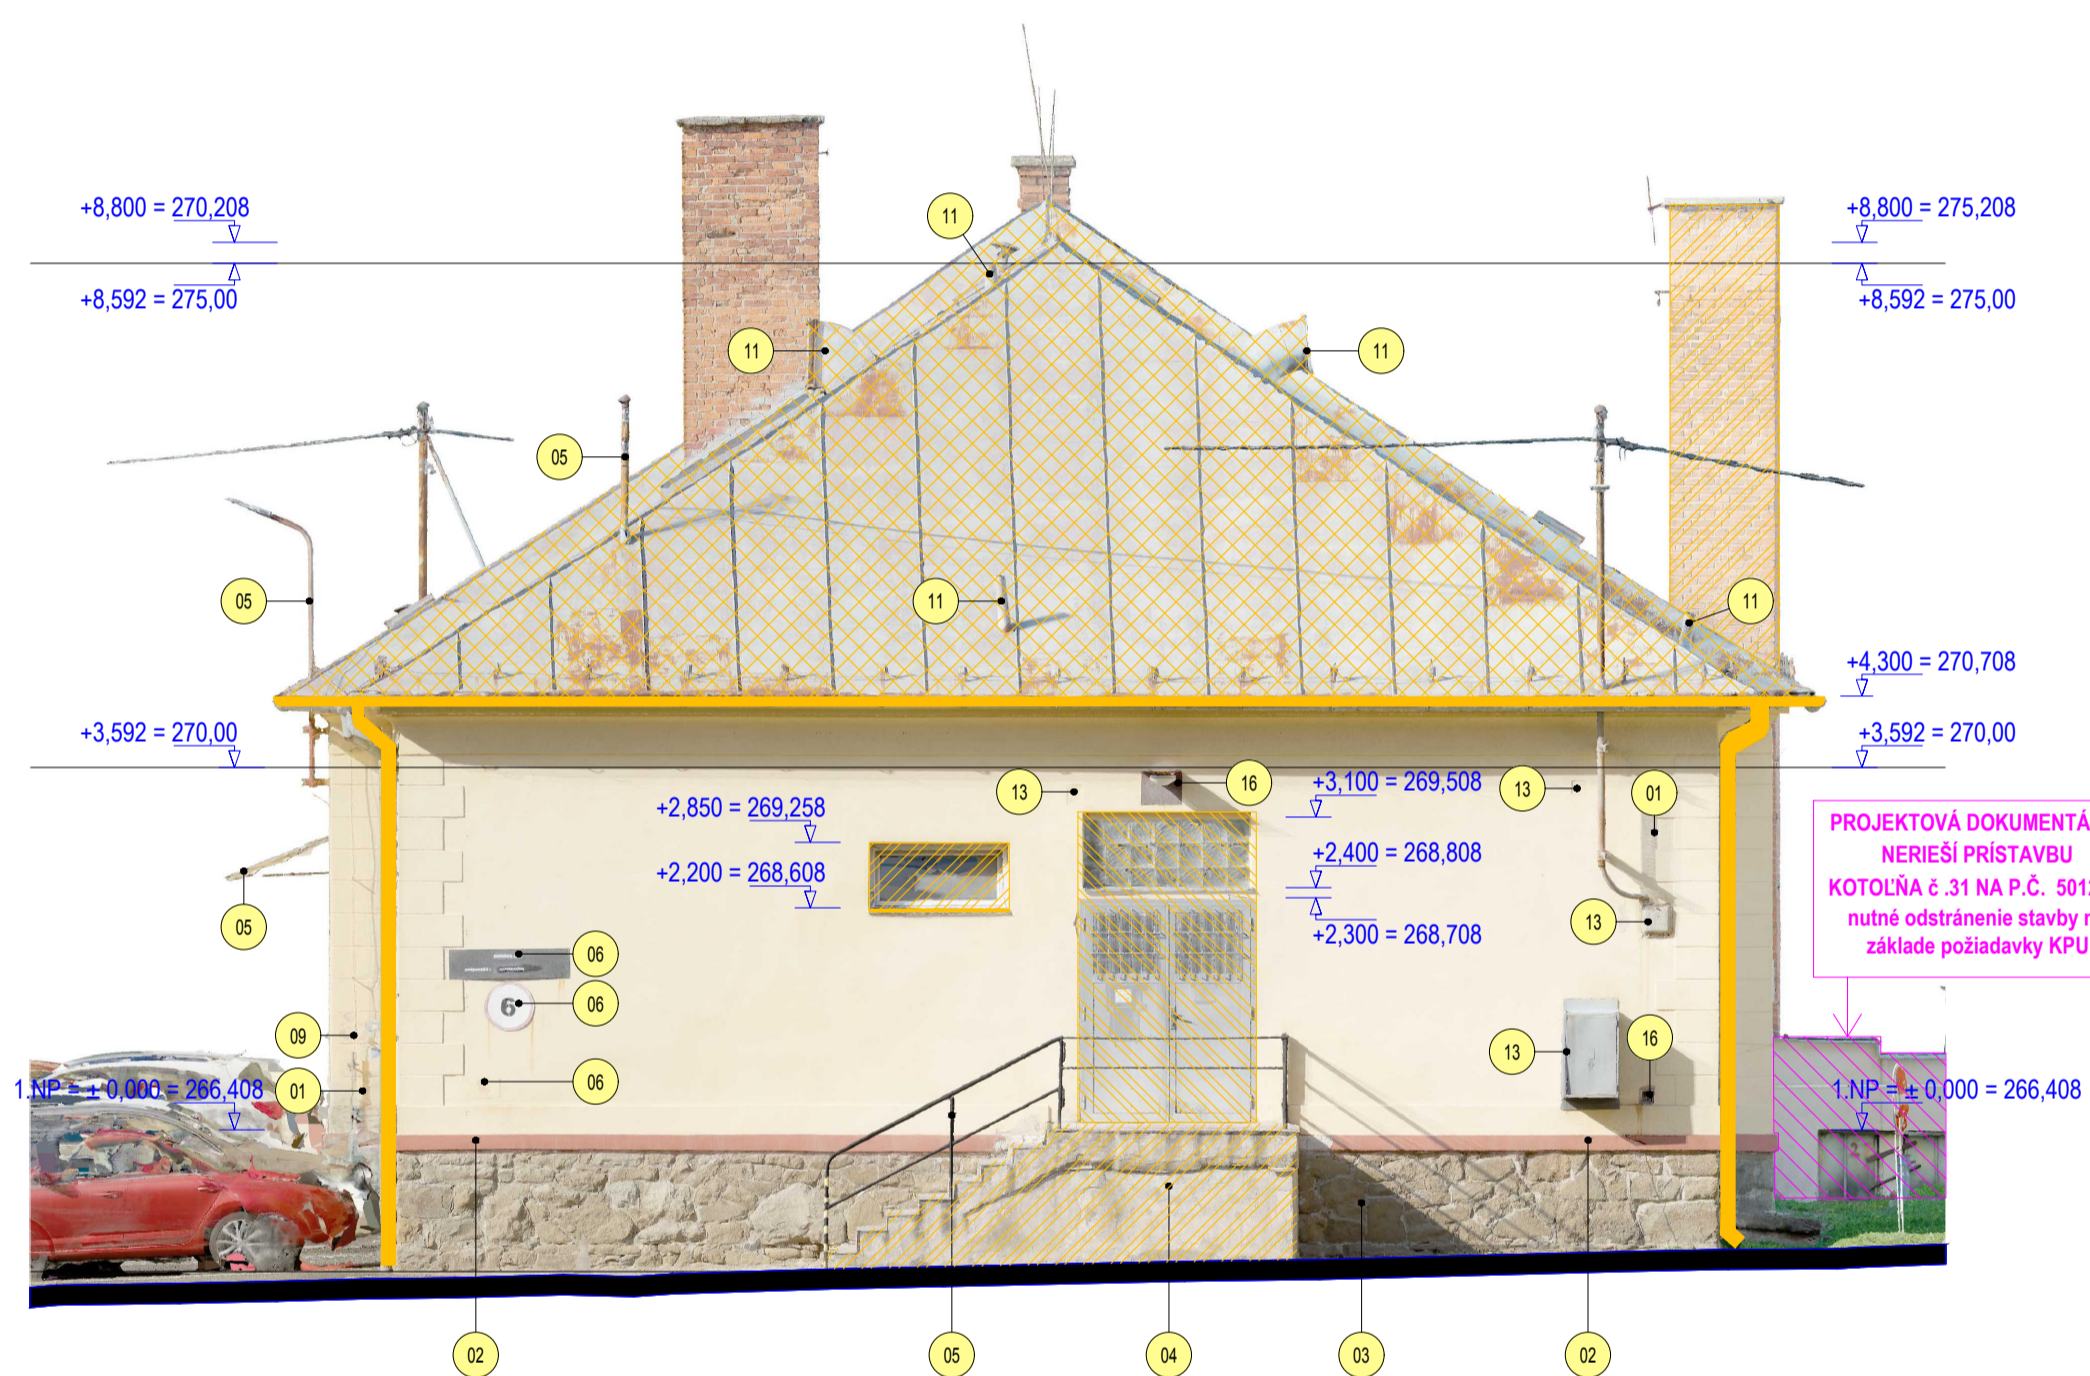 11
+8,800 = 270,208
+8,800 = 275,208
+8,592 = 275,00
+8,592 = 275,00
11
11
05
05
11
11
+4,300 = 270,708
+3,592 = 270,00
+3,592 = 270,00
13
16
+3,100 = 269,508
13
01
+2,850 = 269,258
+2,400 = 268,808
+2,200 = 268,608
+2,300 = 268,708
PROJEKTOVÁ DOKUMENTÁ
NERIEŠÍ PRÍSTAVBU
KOTOĽŇA č .31 NA P.Č. 501
nutné odstránenie stavby
základe požiadavky KPU
13
05
06
6
06
09
13
16
01
06
1.NP = ± 0,000 = 266,408
1.NP = ± 0,000 = 266,408
02
05
04
03
02